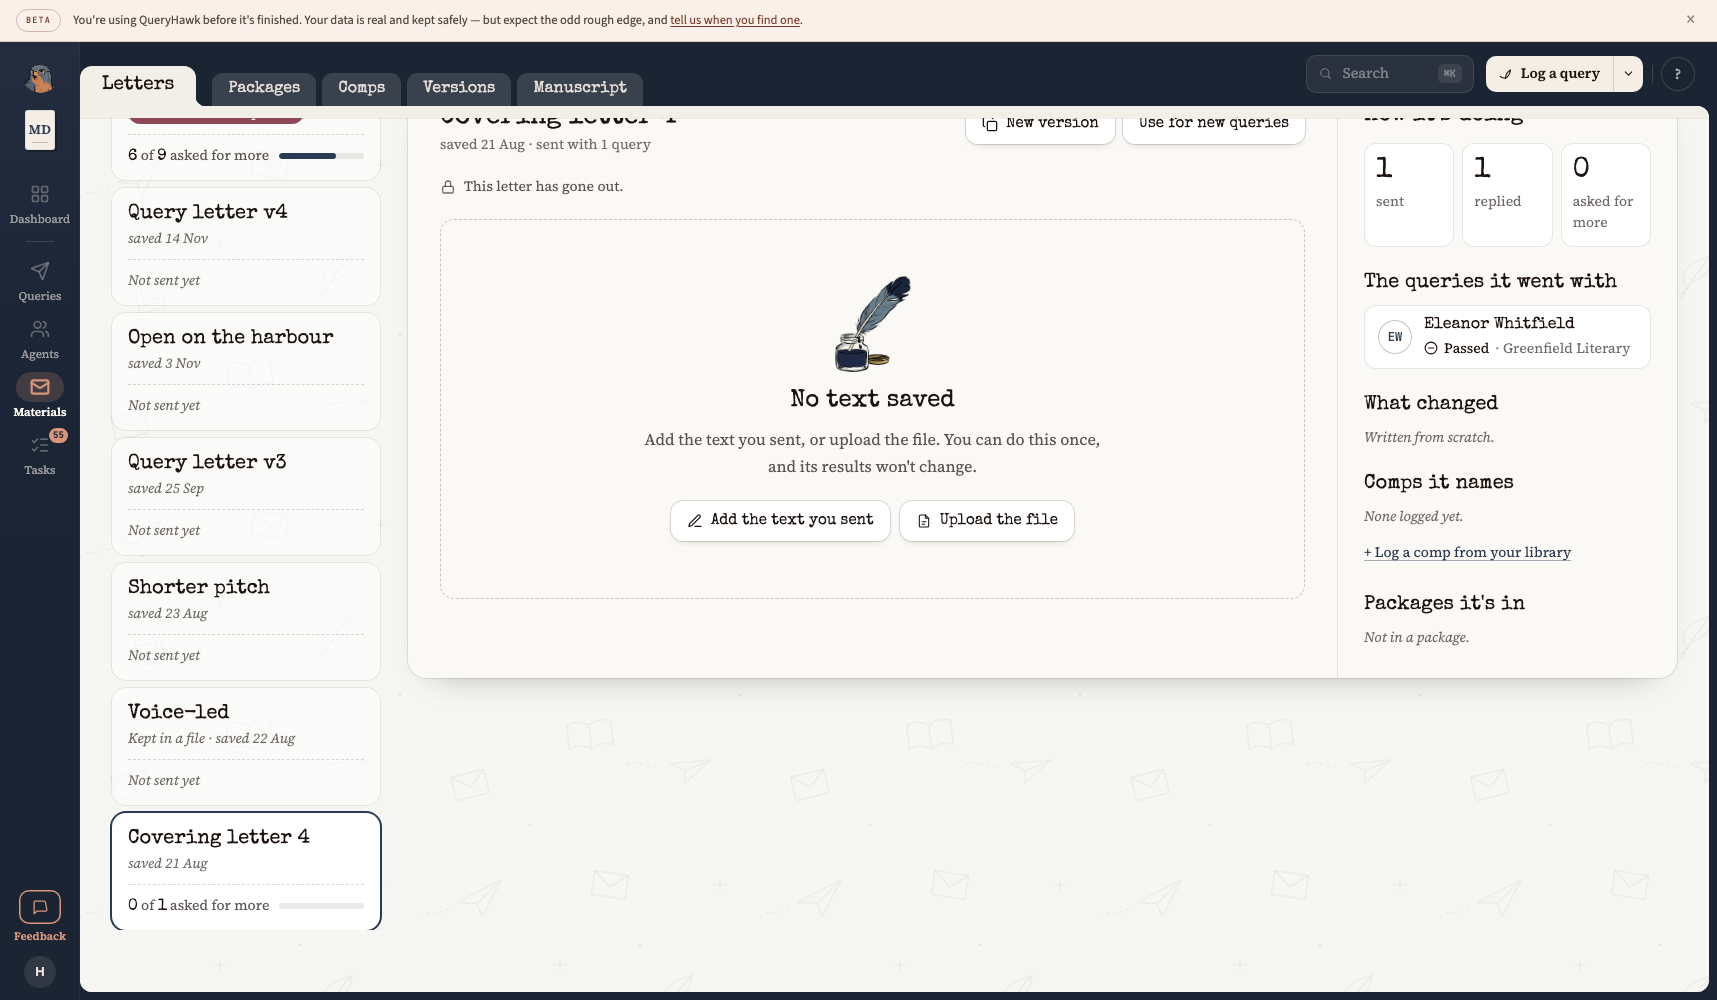 BETA
You're using QueryHawk before it's finished. Your data is real and kept safely — but expect the odd rough edge, and tell us when you find one.
×
Letters
Packages
Comps
Versions
Manuscript
Search
⌘K
Log a query
?
MD
Dashboard
Queries
Agents
Materials
55
Tasks
Feedback
H
6 of 9 asked for more
Query letter v4
saved 14 Nov
Not sent yet
Open on the harbour
saved 3 Nov
Not sent yet
Query letter v3
saved 25 Sep
Not sent yet
Shorter pitch
saved 23 Aug
Not sent yet
Voice-led
Kept in a file · saved 22 Aug
Not sent yet
Covering letter 4
saved 21 Aug
0 of 1 asked for more
Covering letter 4
saved 21 Aug · sent with 1 query
New version
Use for new queries
This letter has gone out.
No text saved
Add the text you sent, or upload the file. You can do this once,
and its results won't change.
Add the text you sent
Upload the file
How it's doing
1
sent
1
replied
0
asked for
more
The queries it went with
EW
Eleanor Whitfield
Passed · Greenfield Literary
What changed
Written from scratch.
Comps it names
None logged yet.
+ Log a comp from your library
Packages it's in
Not in a package.